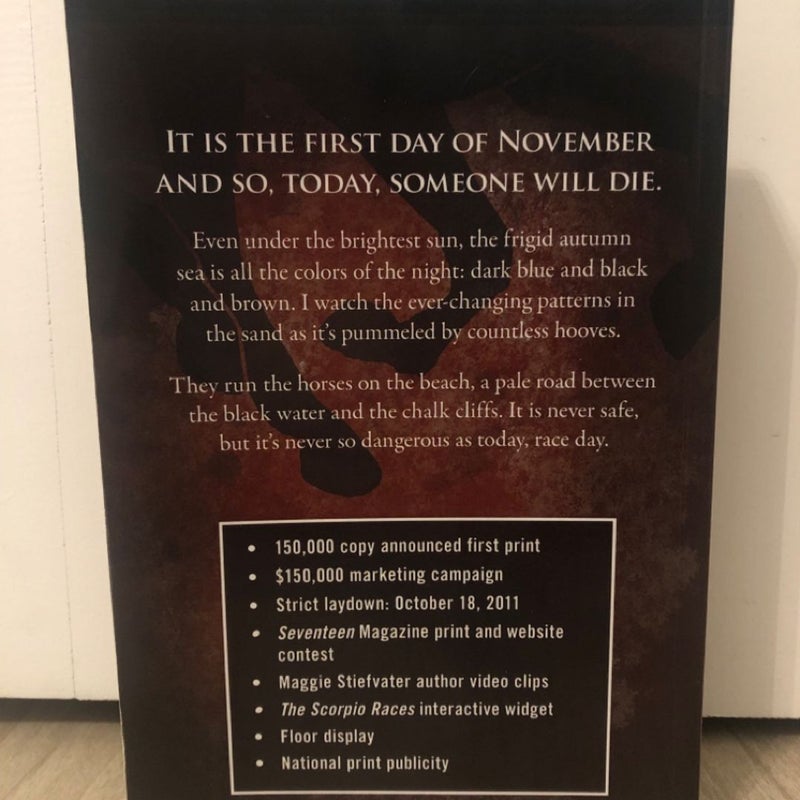 IT IS THE FIRST DAY OF NOVEMBER
AND SO, TODAY, SOMEONE WILL DIE.
Even under the brightest sun, the frigid autumn
sea is all the colors of the night: dark blue and black
and brown. I watch the ever-changing patterns in
the sand as it's pummeled by countless hooves.
They run the horses on the beach, a pale road between
the black water and the chalk cliffs. It is never safe,
but it's never so dangerous as today, race day.
• 150,000 copy announced first print
• $150,000 marketing campaign
• Strict laydown: October 18, 2011
• Seventeen Magazine print and website
contest
• Maggie Stiefvater author video clips
• The Scorpio Races interactive widget
• Floor display
• National print publicity